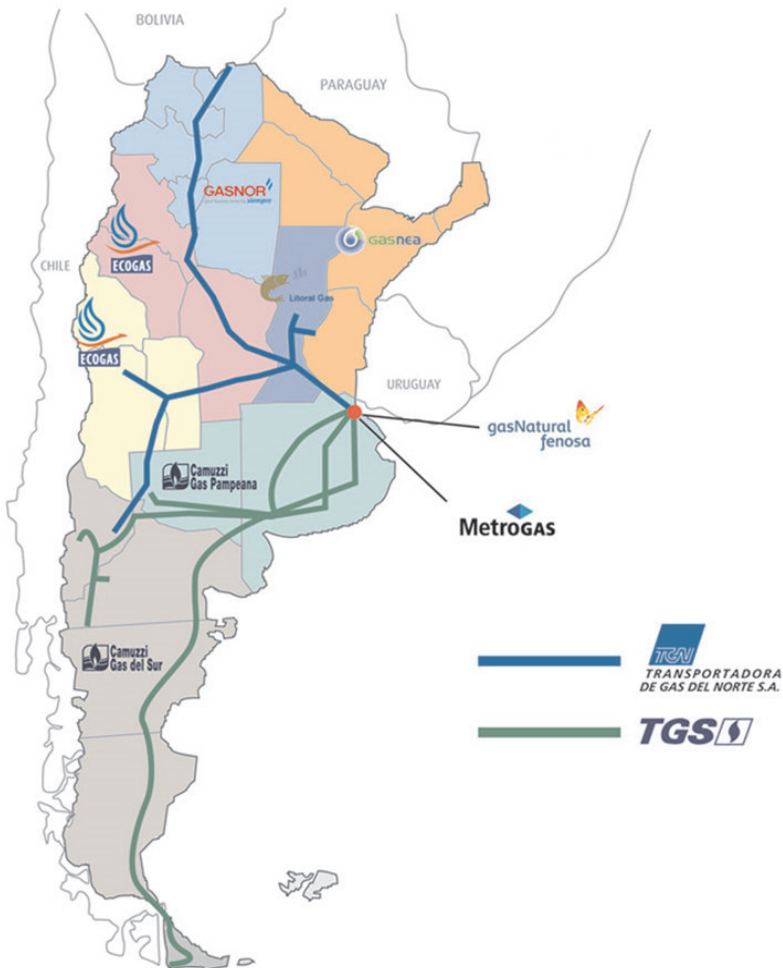 BOLIVIA
PARAGUAY
GASNOR
siempre
gasnea
CHILE
ECOGAS
Litoral Gas
ECOGAS
URUGUAY
gasNatural
fenosa
Camuzzi
Gas Pampeana
MetroGAS
Camuzzi
Gas del Sur
TGN
TRANSPORTADORA
DE GAS DEL NORTE S.A.
TGS